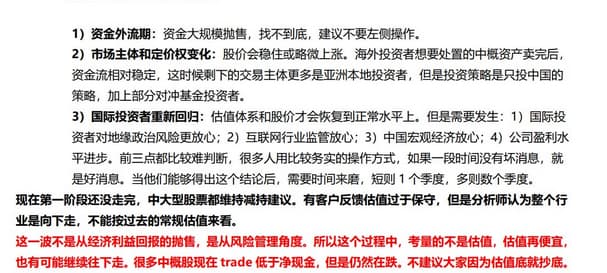 1）资金外流期：资金大规模抛售，找不到底，建议不要左侧操作。
2）市场主体和定价权变化：股价会稳住或略微上涨。海外投资者想要处置的中概资产卖完后，
资金流相对稳定，这时候剩下的交易主体更多是亚洲本地投资者，但是投资策略是只投中国的
策略，加上部分对冲基金投资者。
3）国际投资者重新回归：估值体系和股价才会恢复到正常水平上。但是需要发生：1）国际投
资者对地缘政治风险更放心；2）互联网行业监管放心；3）中国宏观经济放心；4）公司盈利水
平进步。前三点都比较难判断，很多人用比较务实的操作方式，如果一段时间没有坏消息，就
是好消息。当他们能够得出这个结论后，需要时间来磨，短则 1 个季度，多则数个季度。
现在第一阶段还没走完，中大型股票都维持减持建议。有客户反馈估值过于保守，但是分析师认为整个行
业是向下走，不能按过去的常规估值来看。
这一波不是从经济利益回报的抛售，是从风险管理角度。所以这个过程中，考量的不是估值，估值再便宜，
也有可能继续往下走。很多中概股现在 trade 低于净现金，但是仍然在跌。不建议大家因为估值底就抄底。